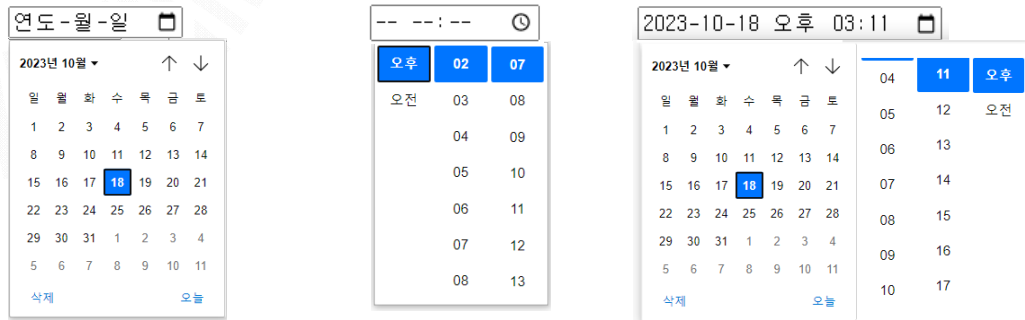 연도-월-일
2023년 10월
일 월 화 수 목 금 토
1 2 3 4 5 6 7
8 9 10 11 12 13 14
15 16 17 18 19 20 21
22 23 24 25 26 27 28
29 30 31 1 2 3 4
5 6 7 8 9 10 11
삭제 오늘
-- --:--
오후 02 07
오전 03 08
04 09
05 10
06 11
07 12
08 13
2023-10-18 오후 03:11
2023년 10월
일 월 화 수 목 금 토
1 2 3 4 5 6 7
8 9 10 11 12 13 14
15 16 17 18 19 20 21
22 23 24 25 26 27 28
29 30 31 1 2 3 4
5 6 7 8 9 10 11
삭제 오늘
04 11 오후
05 12 오전
06 13
07 14
08 15
09 16
10 17